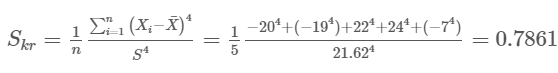 $S_{kr} = \frac{1}{n} \frac{\sum_{i=1}^{n} (X_i - \bar{X})^4}{S^4} = \frac{1}{5} \frac{-20^4+(-19^4)+22^4+24^4+(-7^4)}{21.62^4} = 0.7861$